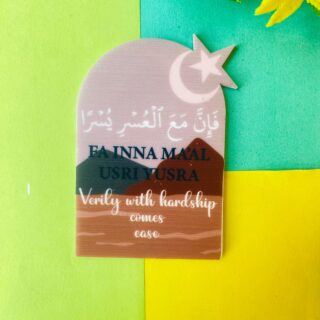 فَإِنَّ مَعَ ٱلْعُسْرِ يُسْرًا
FA INNA MA'AL
USRI YUSRA
Verily with hardship
comes
ease